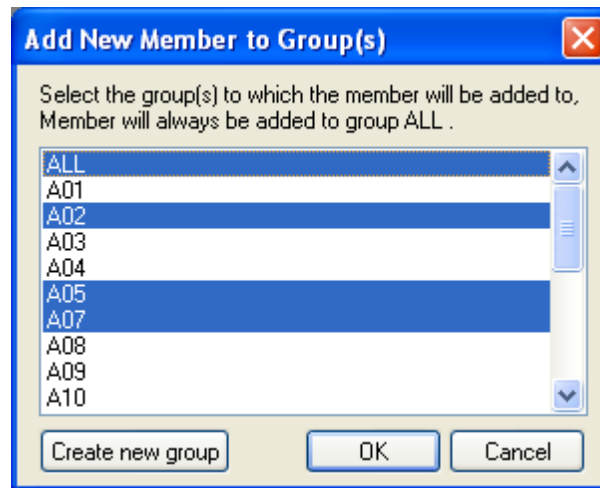 Add New Member to Group(s)
Select the group(s) to which the member will be added to,
Member will always be added to group ALL .
ALL
A01
A02
A03
A04
A05
A07
A08
A09
A10
Create new group
OK
Cancel